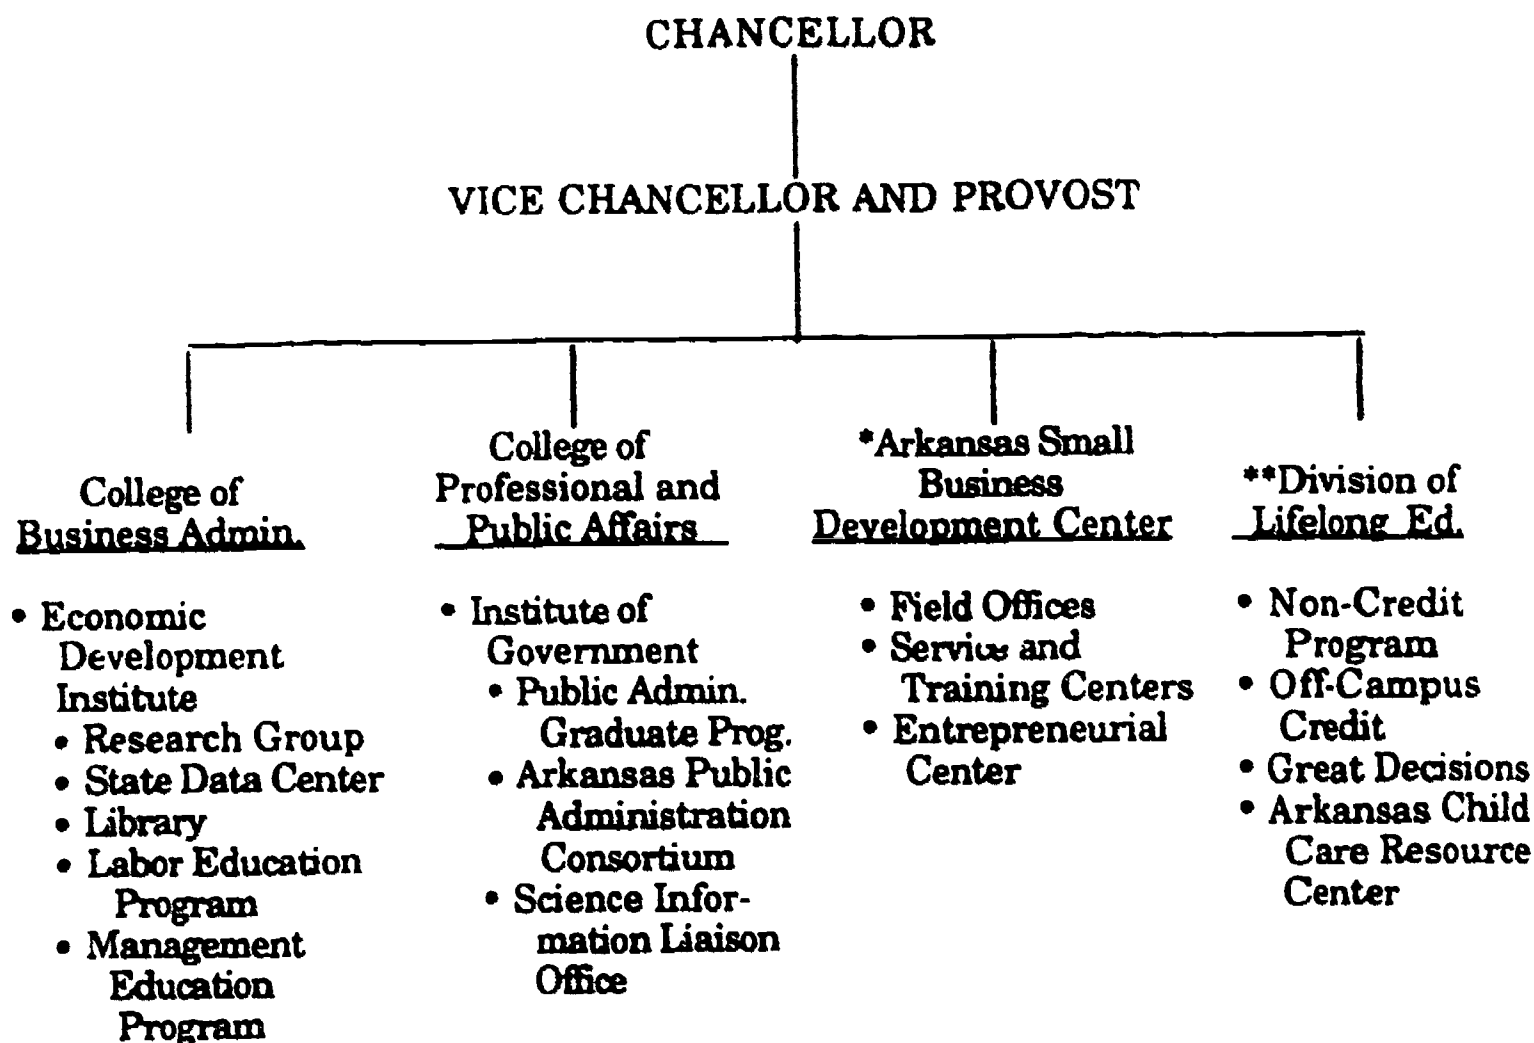 CHANCELLOR
VICE CHANCELLOR AND PROVOST
College of
Business Admin.
• Economic
Development
Institute
• Research Group
• State Data Center
• Library
• Labor Education
Program
• Management
Education
Program
College of
Professional and
Public Affairs
• Institute of
Government
• Public Admin.
Graduate Prog.
• Arkansas Public
Administration
Consortium
• Science Infor-
mation Liaison
Office
*Arkansas Small
Business
Development Center
• Field Offices
• Service and
Training Centers
• Entrepreneurial
Center
**Division of
Lifelong Ed.
• Non-Credit
Program
• Off-Campus
Credit
• Great Decisions
• Arkansas Child
Care Resource
Center